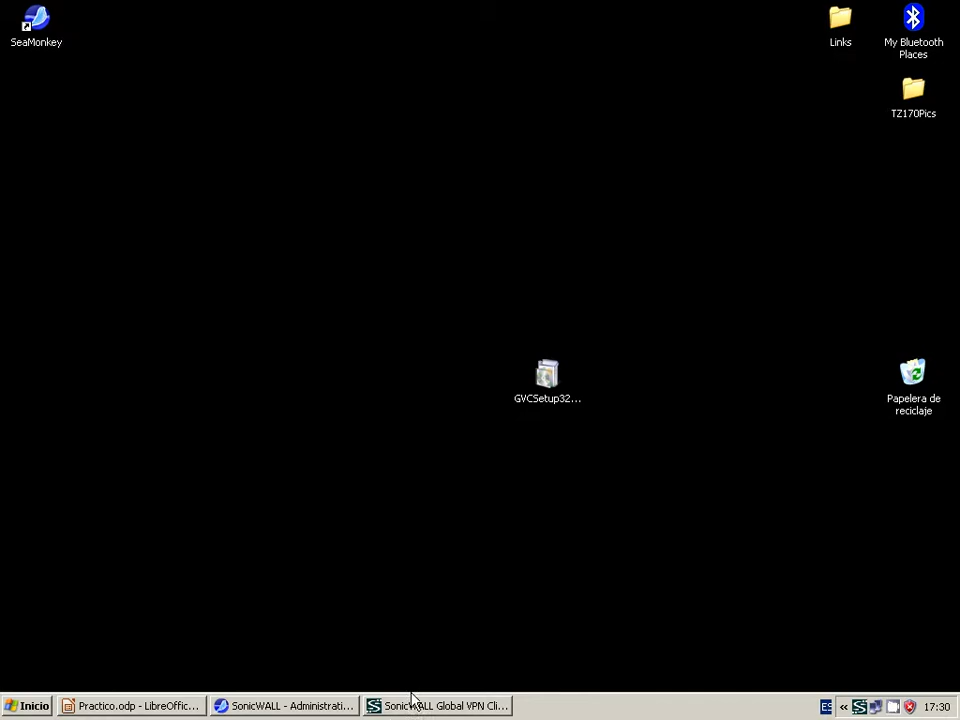 SeaMonkey
Links
My Bluetooth
Places
TZ170Pics
GVCSetup32...
Papelera de
reciclaje
Inicio
Practico.odp - LibreOffic...
SonicWALL - Administrati...
SonicWALL Global VPN Cli...
ES
«
17:30